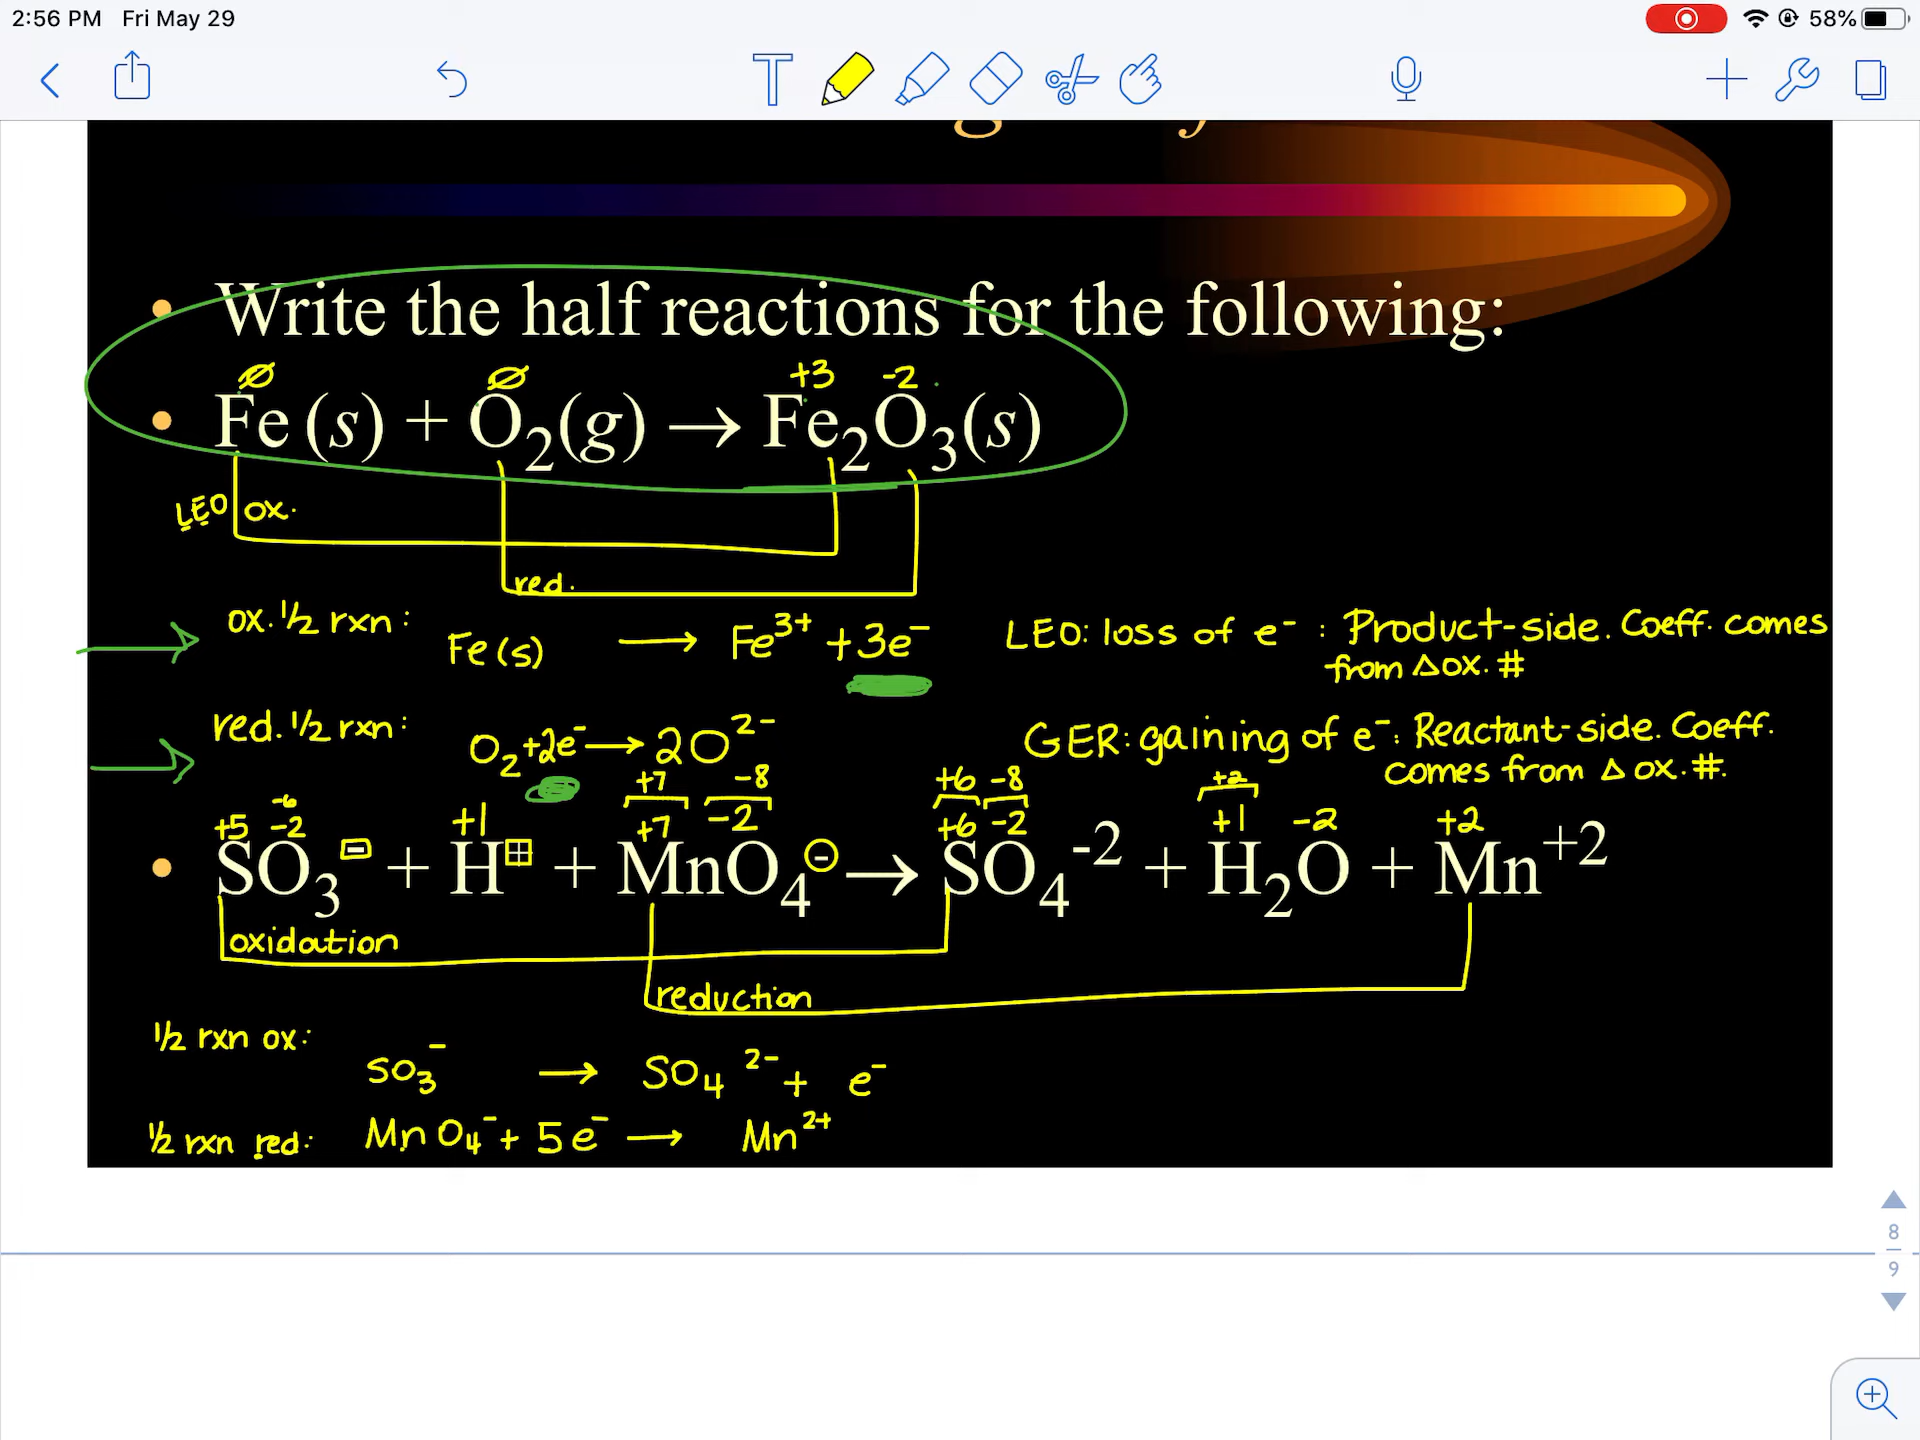 2:56 PM Fri May 29 58%
T
Write the half reactions for the following:
∅ ∅ +3 -2
Fe (s) + O₂(g) → Fe₂O₃(s)
LEO ox.
red.
ox. ½ rxn: Fe(s) ⟶ Fe³⁺ + 3e⁻ LEO: loss of e⁻ : Product-side. Coeff. comes
from Δox. #
red. ½ rxn: O₂+2e⁻ ⟶ 2O²⁻ GER: gaining of e⁻: Reactant-side. Coeff.
comes from Δ ox.#.
-6 +7 -8 +6 -8 +2
+5 -2 +1 +7 -2 +6 -2 +1 -2 +2
SO₃⁻ + H⁺ + MnO₄⁻ → SO₄⁻² + H₂O + Mn⁺²
oxidation
reduction
½ rxn ox:
SO₃⁻ ⟶ SO₄²⁻ + e⁻
½ rxn red: MnO₄⁻ + 5e⁻ ⟶ Mn²⁺
8
9